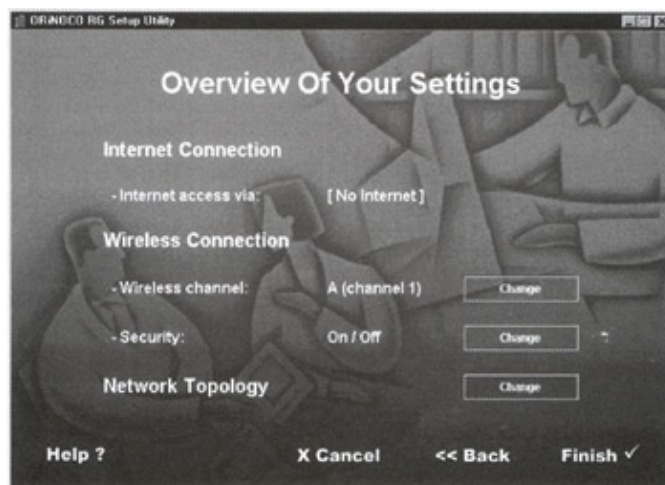 ORiNOCO RG Setup Utility
Overview Of Your Settings
Internet Connection
- Internet access via: [ No Internet ]
Wireless Connection
- Wireless channel: A (channel 1) Change
- Security: On / Off Change
Network Topology Change
Help ? X Cancel << Back Finish ✓